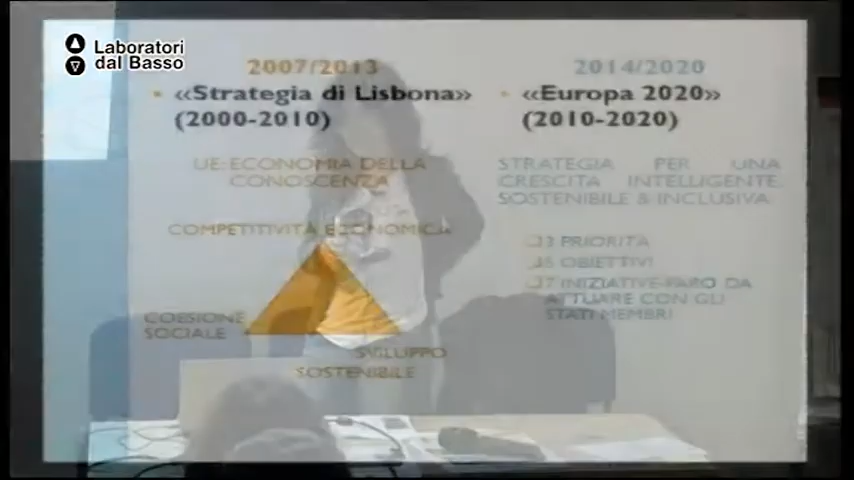 Laboratori
dal Basso
2007/2013
«Strategia di Lisbona»
(2000-2010)
UE: ECONOMIA DELLA
CONOSCENZA
COMPETITIVITÀ ECONOMICA
COESIONE
SOCIALE
SVILUPPO
SOSTENIBILE
2014/2020
«Europa 2020»
(2010-2020)
STRATEGIA PER UNA
CRESCITA INTELLIGENTE
SOSTENIBILE & INCLUSIVA
3 PRIORITÀ
5 OBIETTIVI
7 INIZIATIVE-FARO DA
ATTUARE CON GLI
STATI MEMBRI